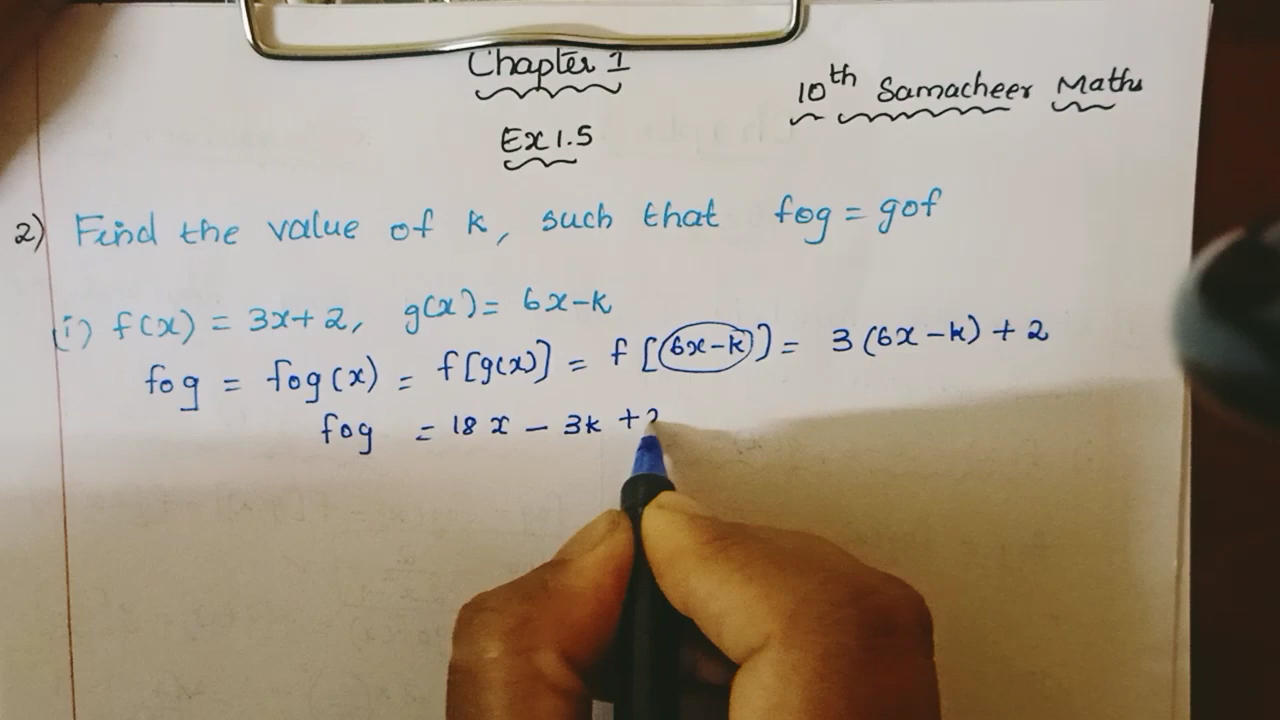 Chapter 1
10th Samacheer Maths
Ex 1.5
2) Find the value of k, such that fog = gof
(i) f(x) = 3x+2, g(x) = 6x-k
fog = fog(x) = f[g(x)] = f[(6x-k)] = 3(6x-k)+2
fog = 18x - 3k +2